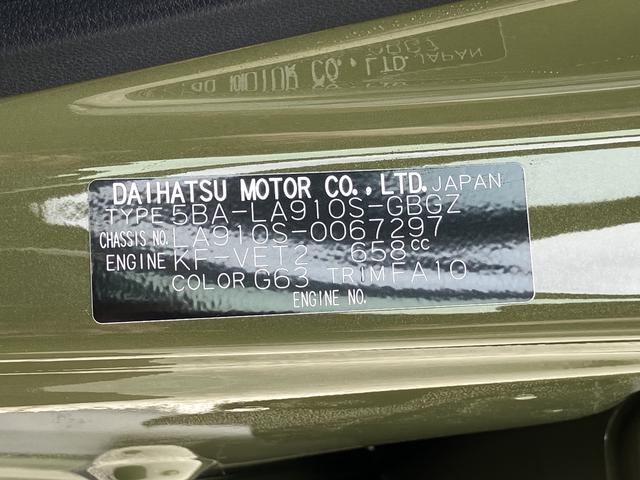 DAIHATSU MOTOR CO.,LTD. JAPAN
TYPE 5BA-LA910S-GBGZ
CHASSIS NO. LA910S-0067297
ENGINE KF-VET2 658CC
COLOR G63 TRIM FA10
ENGINE NO.